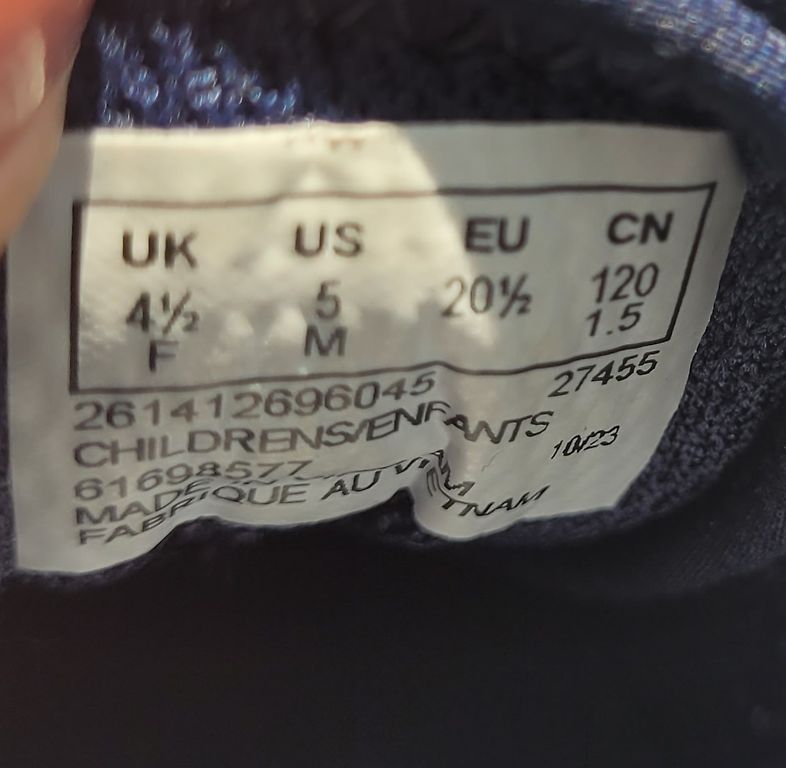 UK US EU CN
4½ 5 20½ 120
F M 1.5
261412696045 27455
CHILDRENS/ENFANTS 10/23
61698577
MADE
FABRIQUE AU VIETNAM